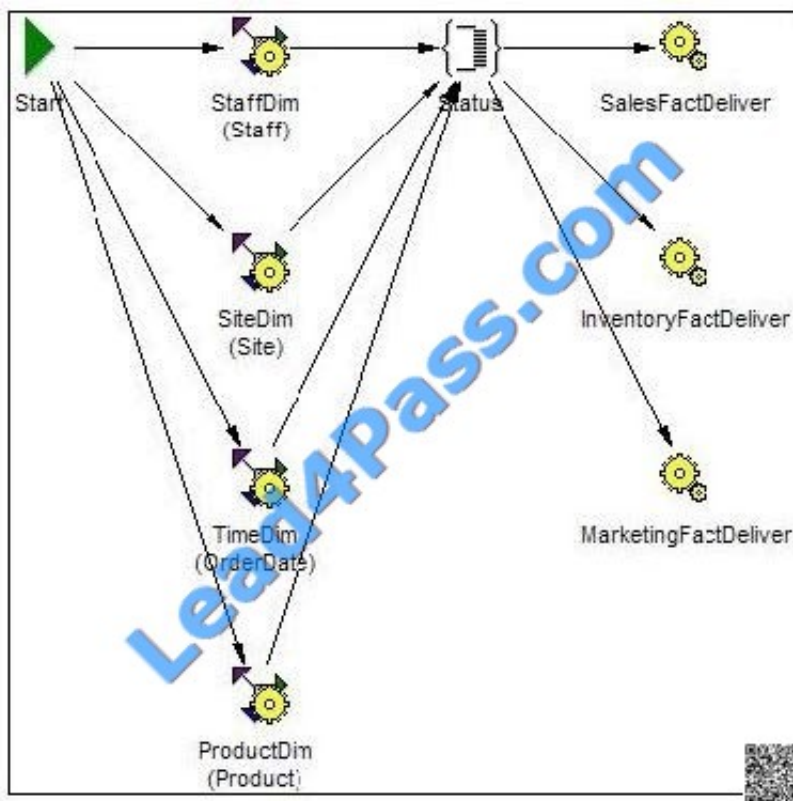 Start
StaffDim
(Staff)
Status
SalesFactDeliver
SiteDim
(Site)
InventoryFactDeliver
TimeDim
(OrderDate)
MarketingFactDeliver
ProductDim
(Product)
Lead4Pass.com